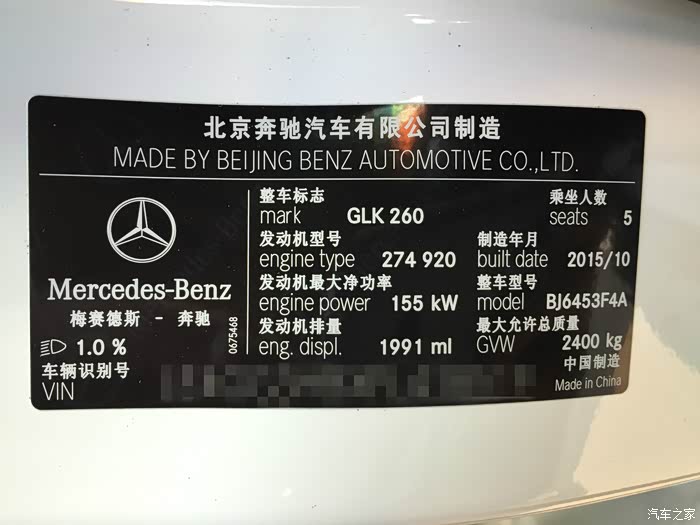 北京奔驰汽车有限公司制造
MADE BY BEIJING BENZ AUTOMOTIVE CO.,LTD.
整车标志 乘坐人数
mark GLK 260 seats 5
发动机型号 制造年月
engine type 274 920 built date 2015/10
发动机最大净功率 整车型号
engine power 155 kW model BJ6453F4A
发动机排量 最大允许总质量
eng. displ. 1991 ml GVW 2400 kg
Mercedes-Benz
梅赛德斯 - 奔驰
1.0 %
0675468
车辆识别号
VIN
中国制造
Made in China
汽车之家